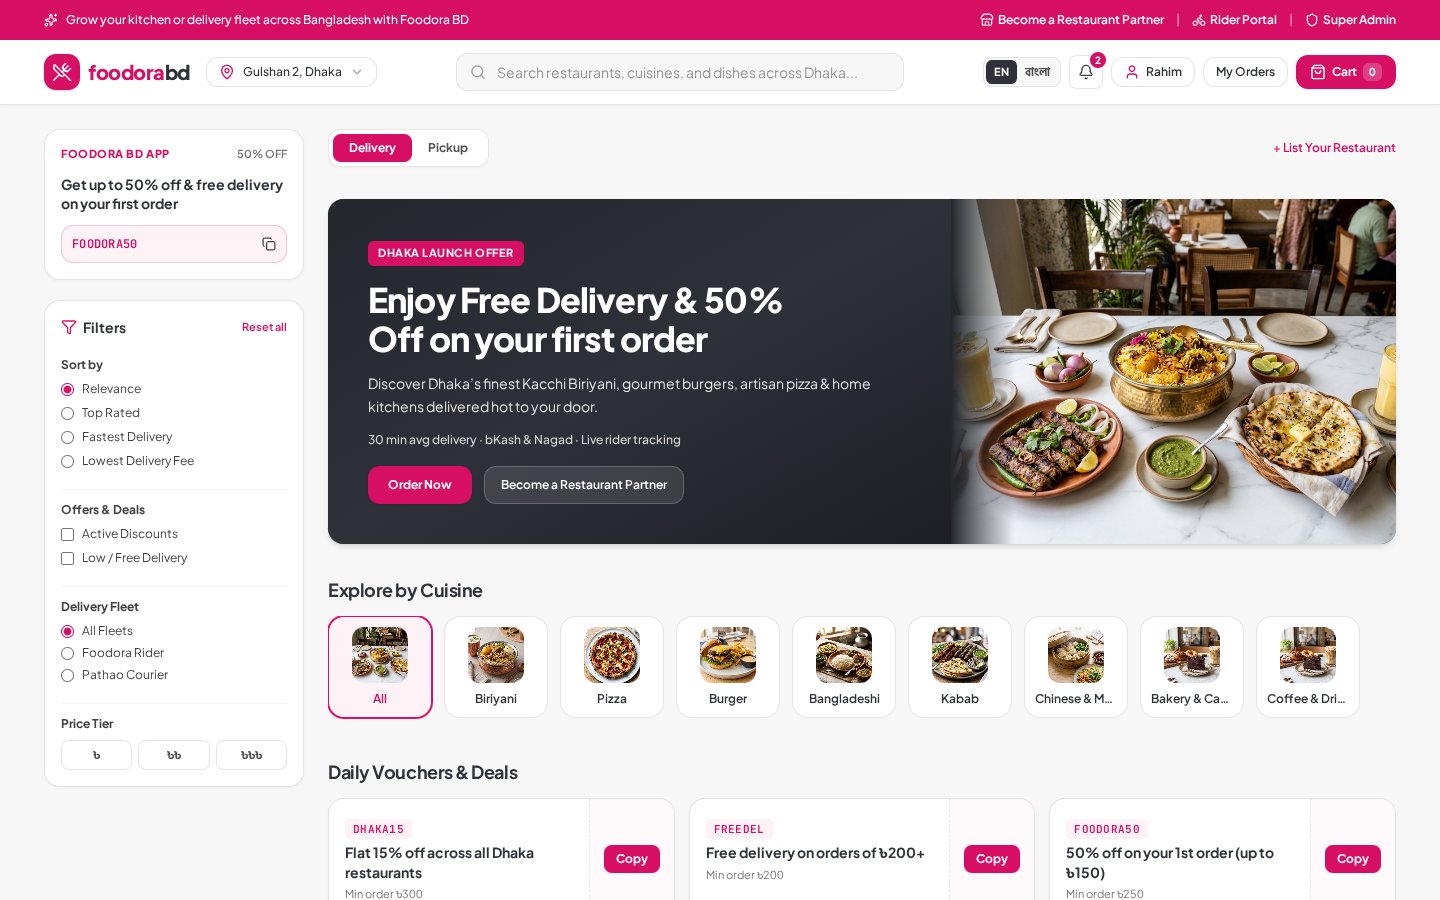 Grow your kitchen or delivery fleet across Bangladesh with Foodora BD
Become a Restaurant Partner | Rider Portal | Super Admin
foodorabd
Gulshan 2, Dhaka
Search restaurants, cuisines, and dishes across Dhaka...
EN বাংলা
2
Rahim
My Orders
Cart 0
FOODORA BD APP 50% OFF
Get up to 50% off & free delivery
on your first order
FOODORA50
Filters Reset all
Sort by
Relevance
Top Rated
Fastest Delivery
Lowest Delivery Fee
Offers & Deals
Active Discounts
Low / Free Delivery
Delivery Fleet
All Fleets
Foodora Rider
Pathao Courier
Price Tier
৳ ৳৳ ৳৳৳
Delivery Pickup
+ List Your Restaurant
DHAKA LAUNCH OFFER
Enjoy Free Delivery & 50%
Off on your first order
Discover Dhaka's finest Kacchi Biriyani, gourmet burgers, artisan pizza & home
kitchens delivered hot to your door.
30 min avg delivery · bKash & Nagad · Live rider tracking
Order Now Become a Restaurant Partner
Explore by Cuisine
All Biriyani Pizza Burger Bangladeshi Kabab Chinese & M... Bakery & Ca... Coffee & Dri...
Daily Vouchers & Deals
DHAKA15
Flat 15% off across all Dhaka
restaurants
Min order ৳300
Copy
FREEDEL
Free delivery on orders of ৳200+
Min order ৳200
Copy
FOODORA50
50% off on your 1st order (up to
৳150)
Min order ৳250
Copy